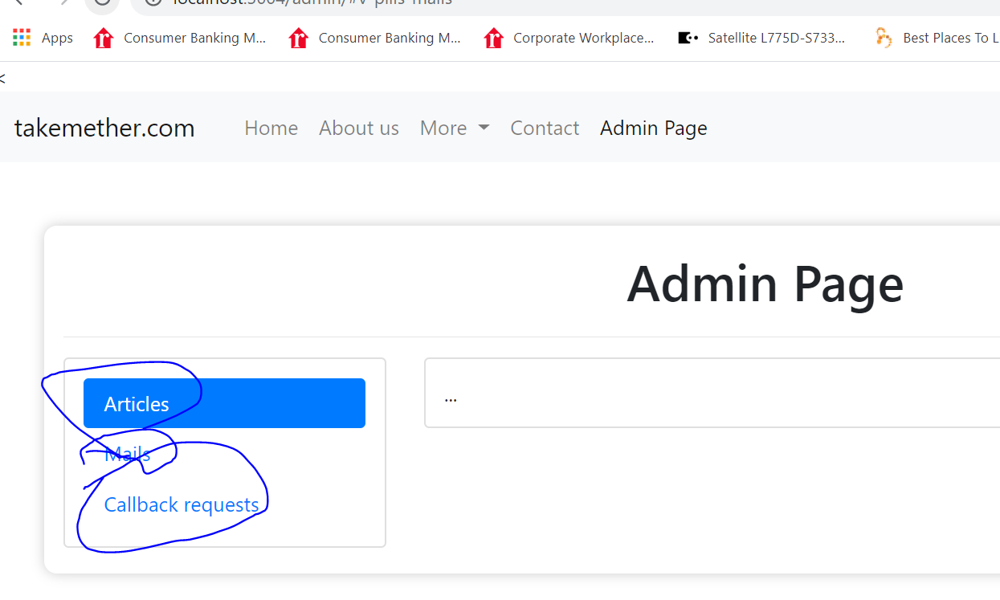 localhost:3004/admin/#v-pills-mails
Apps Consumer Banking M... Consumer Banking M... Corporate Workplace... Satellite L775D-S733... Best Places To L
<
takemether.com Home About us More Contact Admin Page
Admin Page
Articles ...
Mails
Callback requests